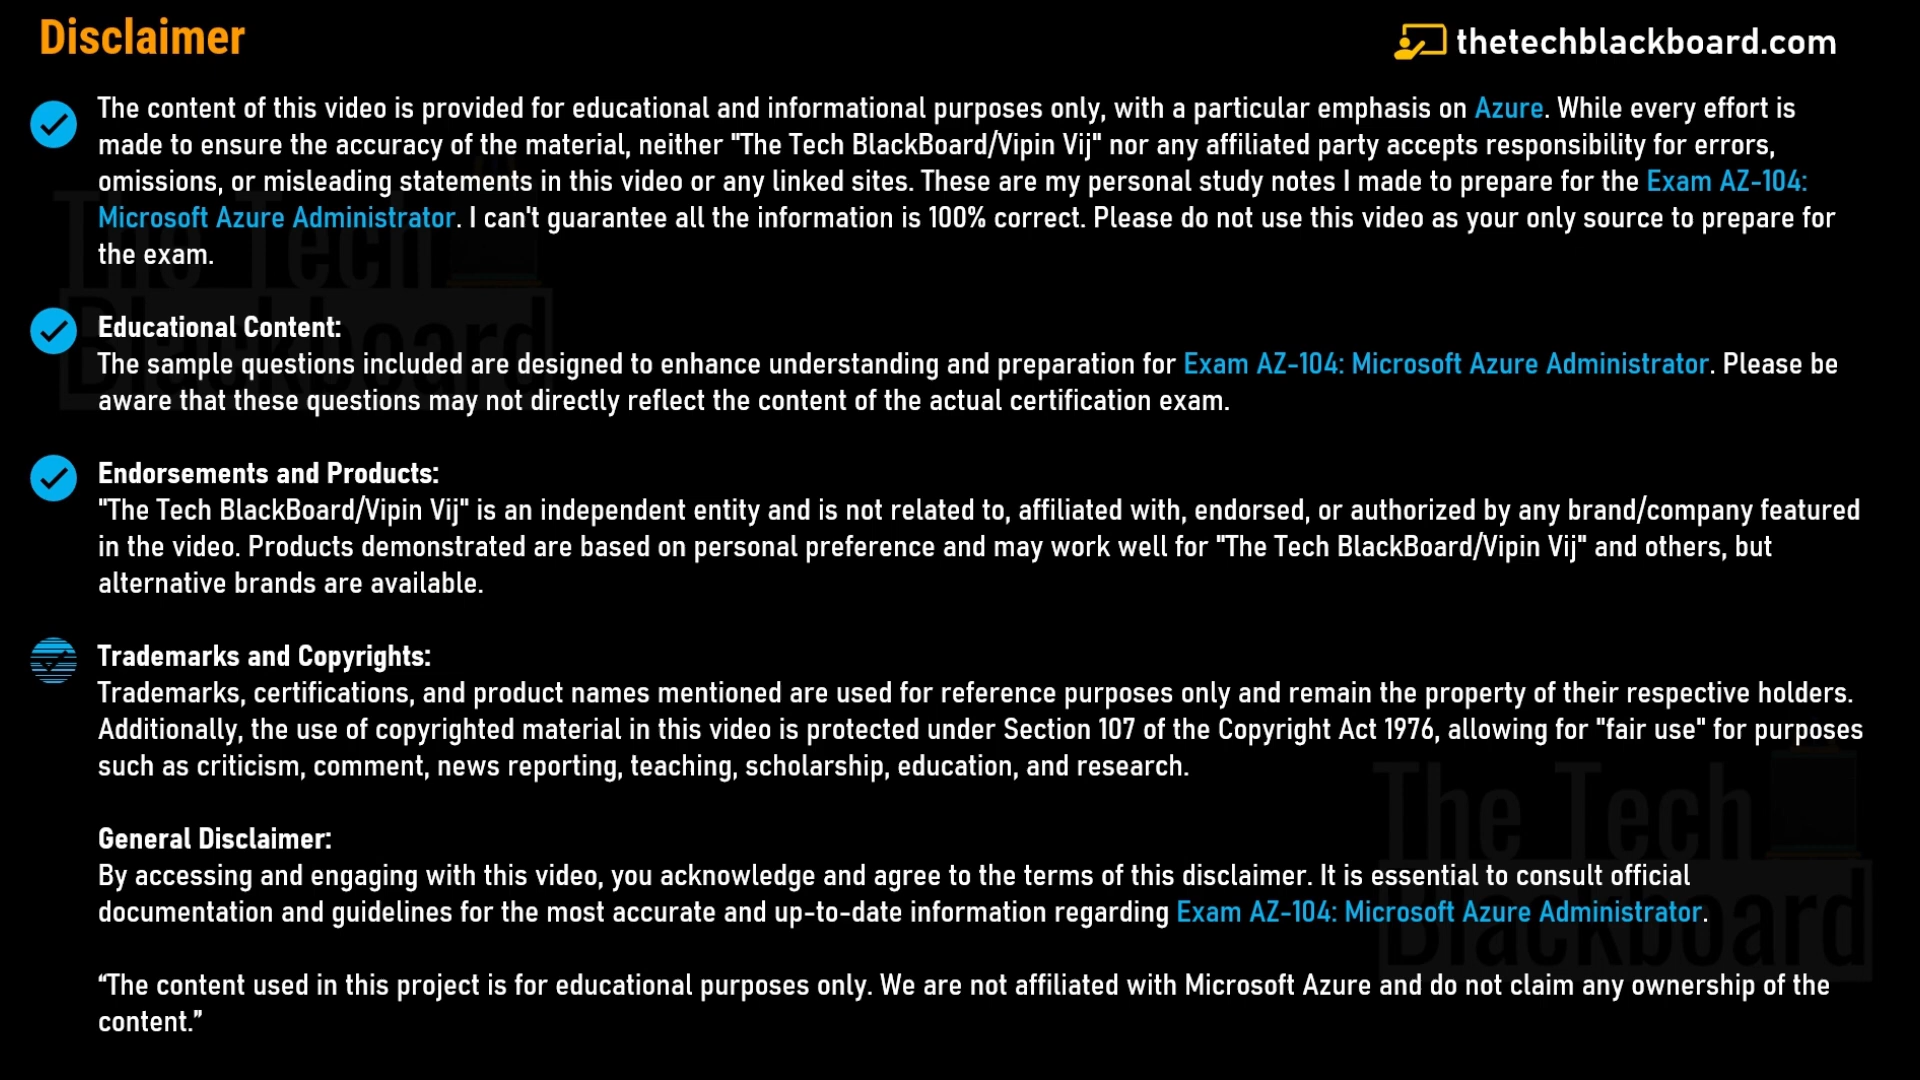 Disclaimer
thetechblackboard.com
The content of this video is provided for educational and informational purposes only, with a particular emphasis on Azure. While every effort is
made to ensure the accuracy of the material, neither "The Tech BlackBoard/Vipin Vij" nor any affiliated party accepts responsibility for errors,
omissions, or misleading statements in this video or any linked sites. These are my personal study notes I made to prepare for the Exam AZ-104:
Microsoft Azure Administrator. I can't guarantee all the information is 100% correct. Please do not use this video as your only source to prepare for
the exam.
The Tech
Blackboard
Educational Content:
The sample questions included are designed to enhance understanding and preparation for Exam AZ-104: Microsoft Azure Administrator. Please be
aware that these questions may not directly reflect the content of the actual certification exam.
Endorsements and Products:
"The Tech BlackBoard/Vipin Vij" is an independent entity and is not related to, affiliated with, endorsed, or authorized by any brand/company featured
in the video. Products demonstrated are based on personal preference and may work well for "The Tech BlackBoard/Vipin Vij" and others, but
alternative brands are available.
Trademarks and Copyrights:
Trademarks, certifications, and product names mentioned are used for reference purposes only and remain the property of their respective holders.
Additionally, the use of copyrighted material in this video is protected under Section 107 of the Copyright Act 1976, allowing for "fair use" for purposes
such as criticism, comment, news reporting, teaching, scholarship, education, and research.
General Disclaimer:
By accessing and engaging with this video, you acknowledge and agree to the terms of this disclaimer. It is essential to consult official
documentation and guidelines for the most accurate and up-to-date information regarding Exam AZ-104: Microsoft Azure Administrator.
The Tech
Blackboard
“The content used in this project is for educational purposes only. We are not affiliated with Microsoft Azure and do not claim any ownership of the
content.”